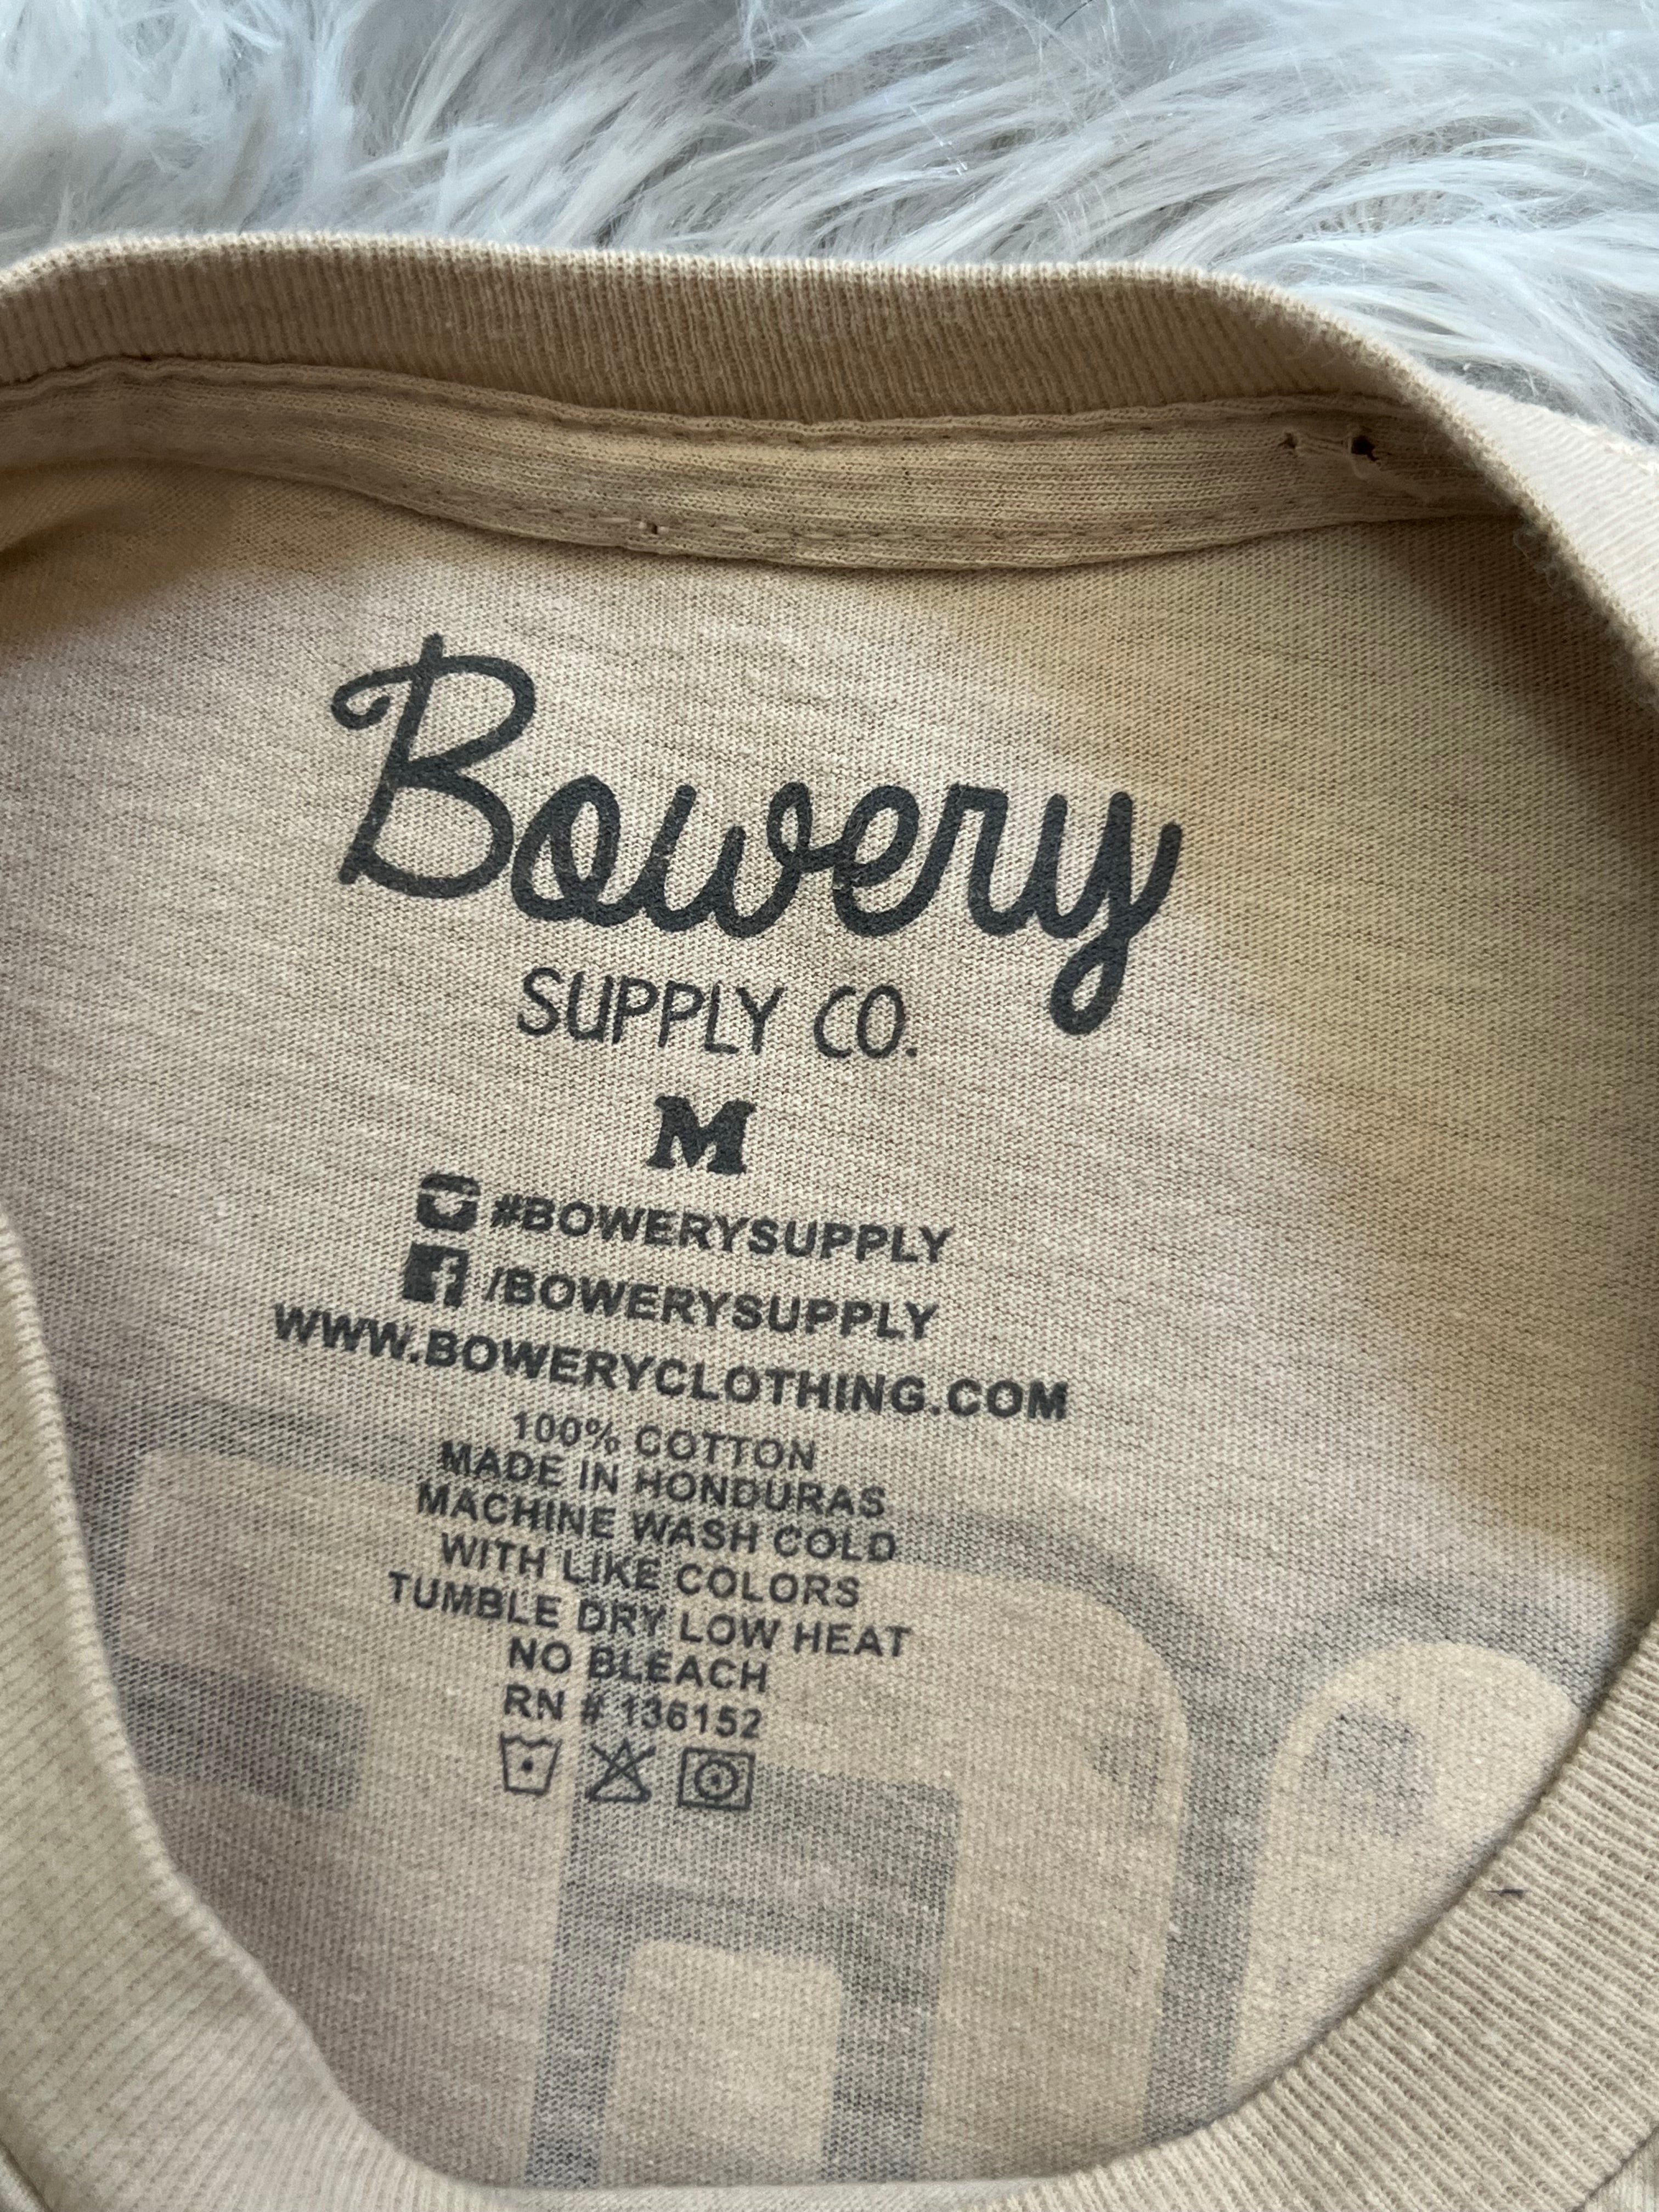 Bowery
SUPPLY CO.
M
#BOWERYSUPPLY
/BOWERYSUPPLY
WWW.BOWERYCLOTHING.COM
100% COTTON
MADE IN HONDURAS
MACHINE WASH COLD
WITH LIKE COLORS
TUMBLE DRY LOW HEAT
NO BLEACH
RN # 136152